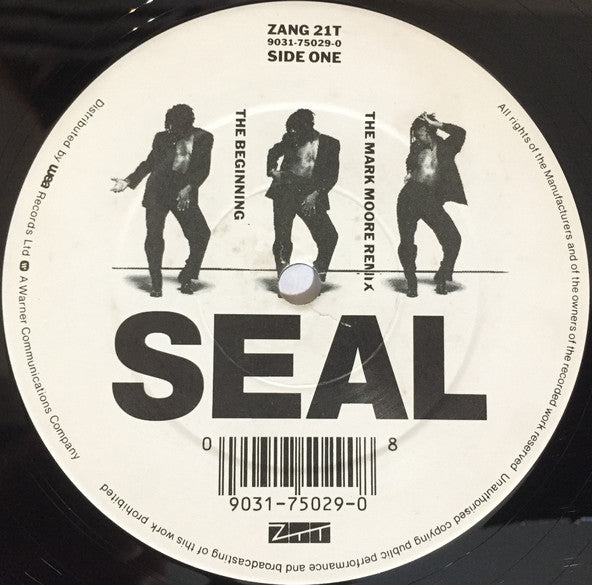 ZANG 21T
9031-75029-0
SIDE ONE
THE BEGINNING
THE MARK MOORE REMIX
SEAL
0 8
9031-75029-0
ZTT
All rights of the Manufacturers and of the owners of the recorded work reserved Unauthorised copying public performance and broadcasting of this work prohibited
Distributed by wea Records Ltd w A Warner Communications Company